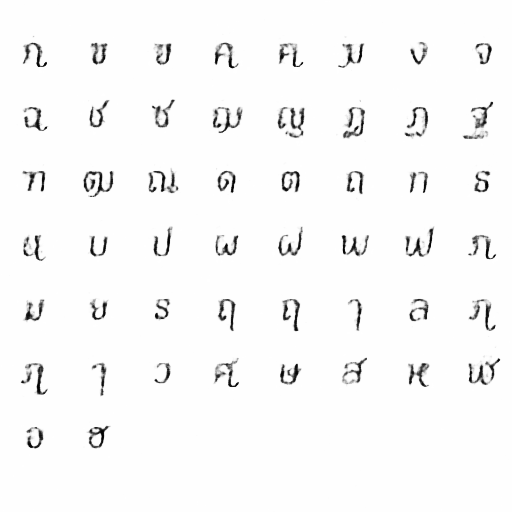 ก ข ฃ ค ฅ ฆ ง จ
ฉ ช ซ ฌ ญ ฎ ฏ ฐ
ฑ ฒ ณ ด ต ถ ท ธ
น บ ป ผ ฝ พ ฟ ภ
ม ย ร ฤ ฤ ๅ ล ฦ
ฦ ๅ ว ศ ษ ส ห ฬ
อ ฮ